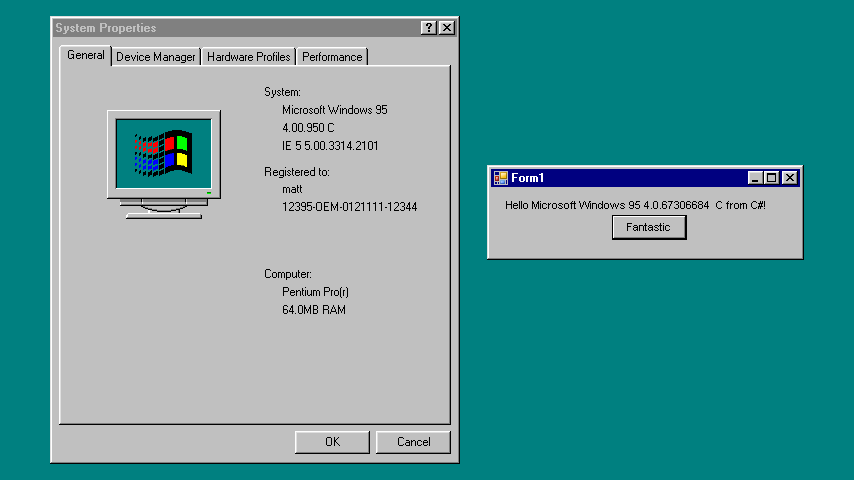 System Properties
General Device Manager Hardware Profiles Performance
System:
Microsoft Windows 95
4.00.950 C
IE 5 5.00.3314.2101
Registered to:
matt
12395-OEM-0121111-12344
Computer:
Pentium Pro(r)
64.0MB RAM
OK Cancel
Form1
Hello Microsoft Windows 95 4.0.67306684  C from C#!
Fantastic